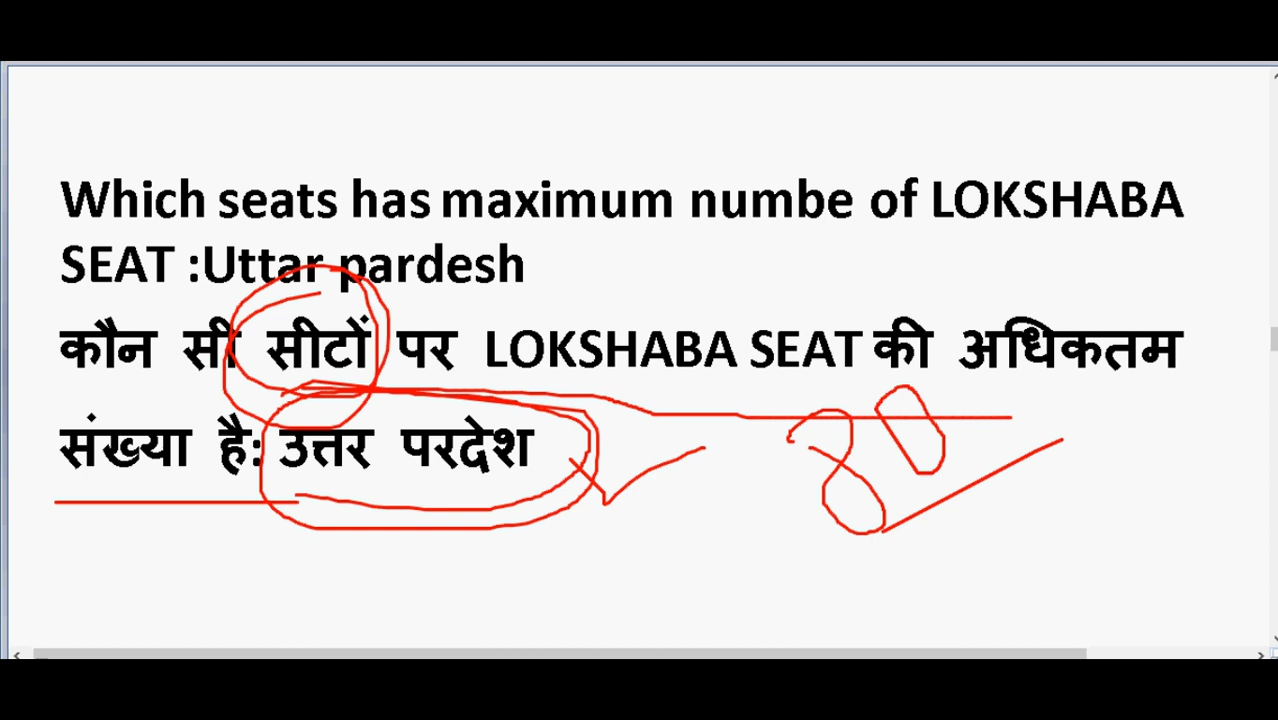 Which seats has maximum numbe of LOKSHABA
SEAT :Uttar pardesh
कौन सी सीटों पर LOKSHABA SEAT की अधिकतम
संख्या है: उत्तर परदेश
80